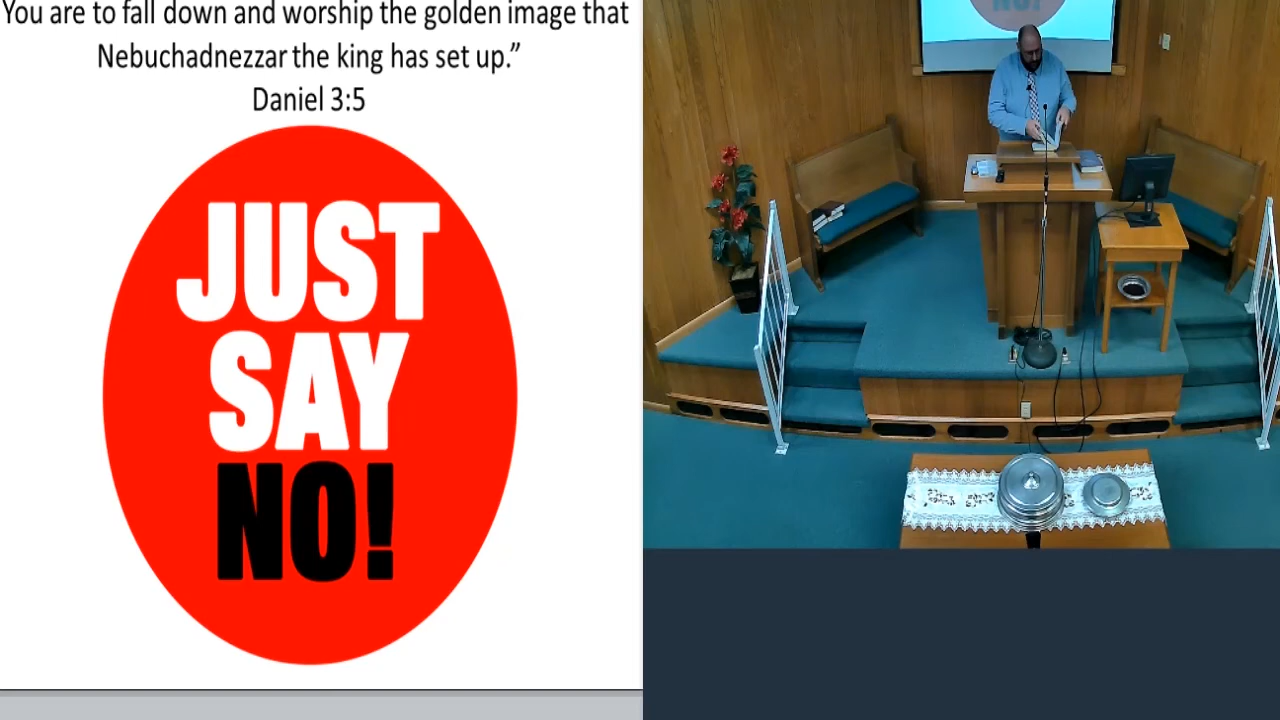 You are to fall down and worship the golden image that
Nebuchadnezzar the king has set up.”
Daniel 3:5
JUST
SAY
NO!
NO!